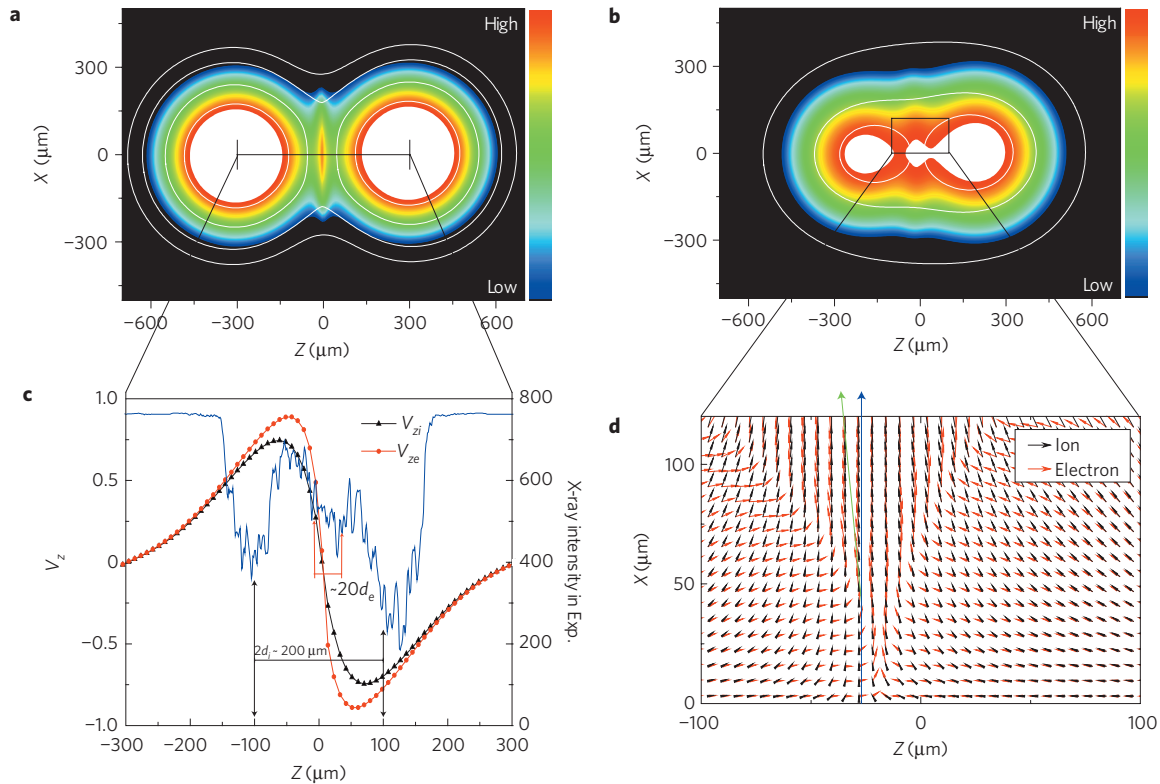 a
High
300
0
−300
X (µm)
Low
−600
−300
0
300
600
Z (µm)
b
High
300
0
−300
X (µm)
Low
−600
−300
0
300
600
Z (µm)
c
1.0
0.5
0
−0.5
−1.0
V_z
V_zi
V_ze
~20d_e
2d_i ~ 200 µm
800
600
400
200
0
X-ray intensity in Exp.
−300
−200
−100
0
100
200
300
Z (µm)
d
Ion
Electron
100
50
0
X (µm)
−100
−50
0
50
100
Z (µm)